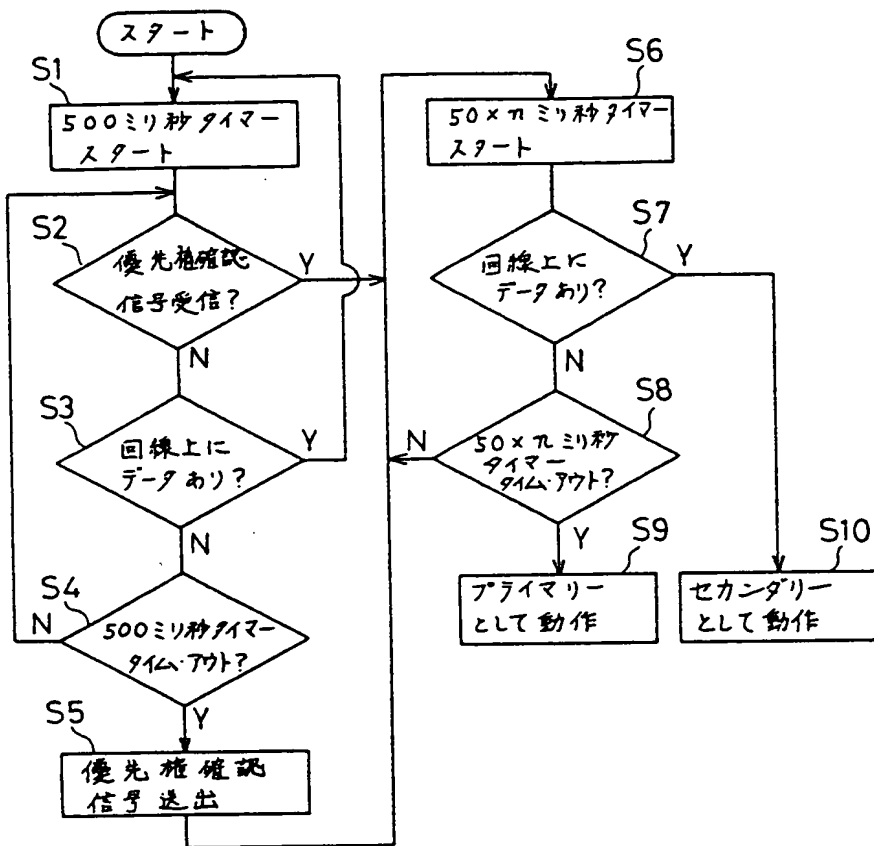 スタート
S1
500ミリ秒タイマー
スタート
S2
優先権確認
信号受信?
Y
N
S3
回線上に
データあり?
Y
N
S4
500ミリ秒タイマー
タイム·アウト?
N
Y
S5
優先権確認
信号送出
S6
50×nミリ秒タイマー
スタート
S7
回線上に
データあり?
Y
N
S8
50×nミリ秒
タイマー
タイム·アウト?
N
Y
S9
プライマリー
として動作
S10
セカンダリー
として動作